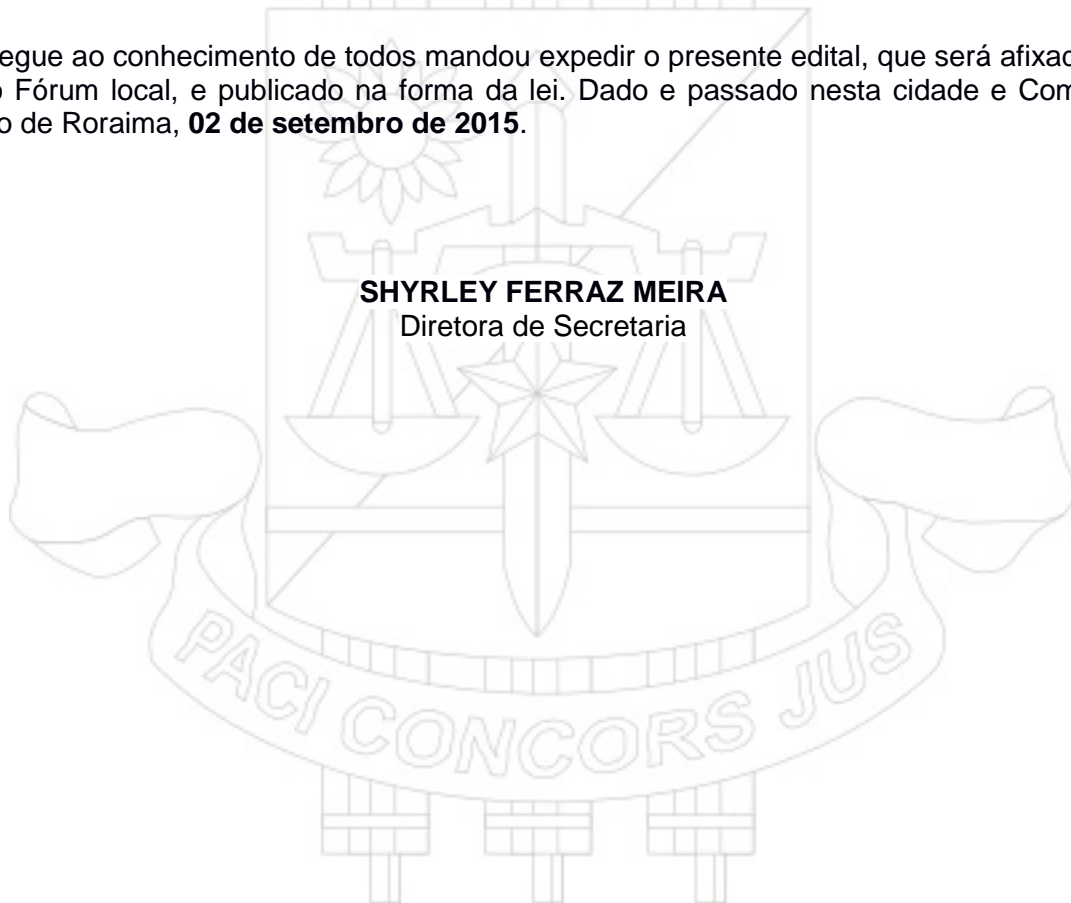 egue ao conhecimento de todos mandou expedir o presente edital, que será afixad
Fórum local, e publicado na forma da lei. Dado e passado nesta cidade e Com
o de Roraima, 02 de setembro de 2015.
SHYRLEY FERRAZ MEIRA
Diretora de Secretaria
PACI CONCORS JUS